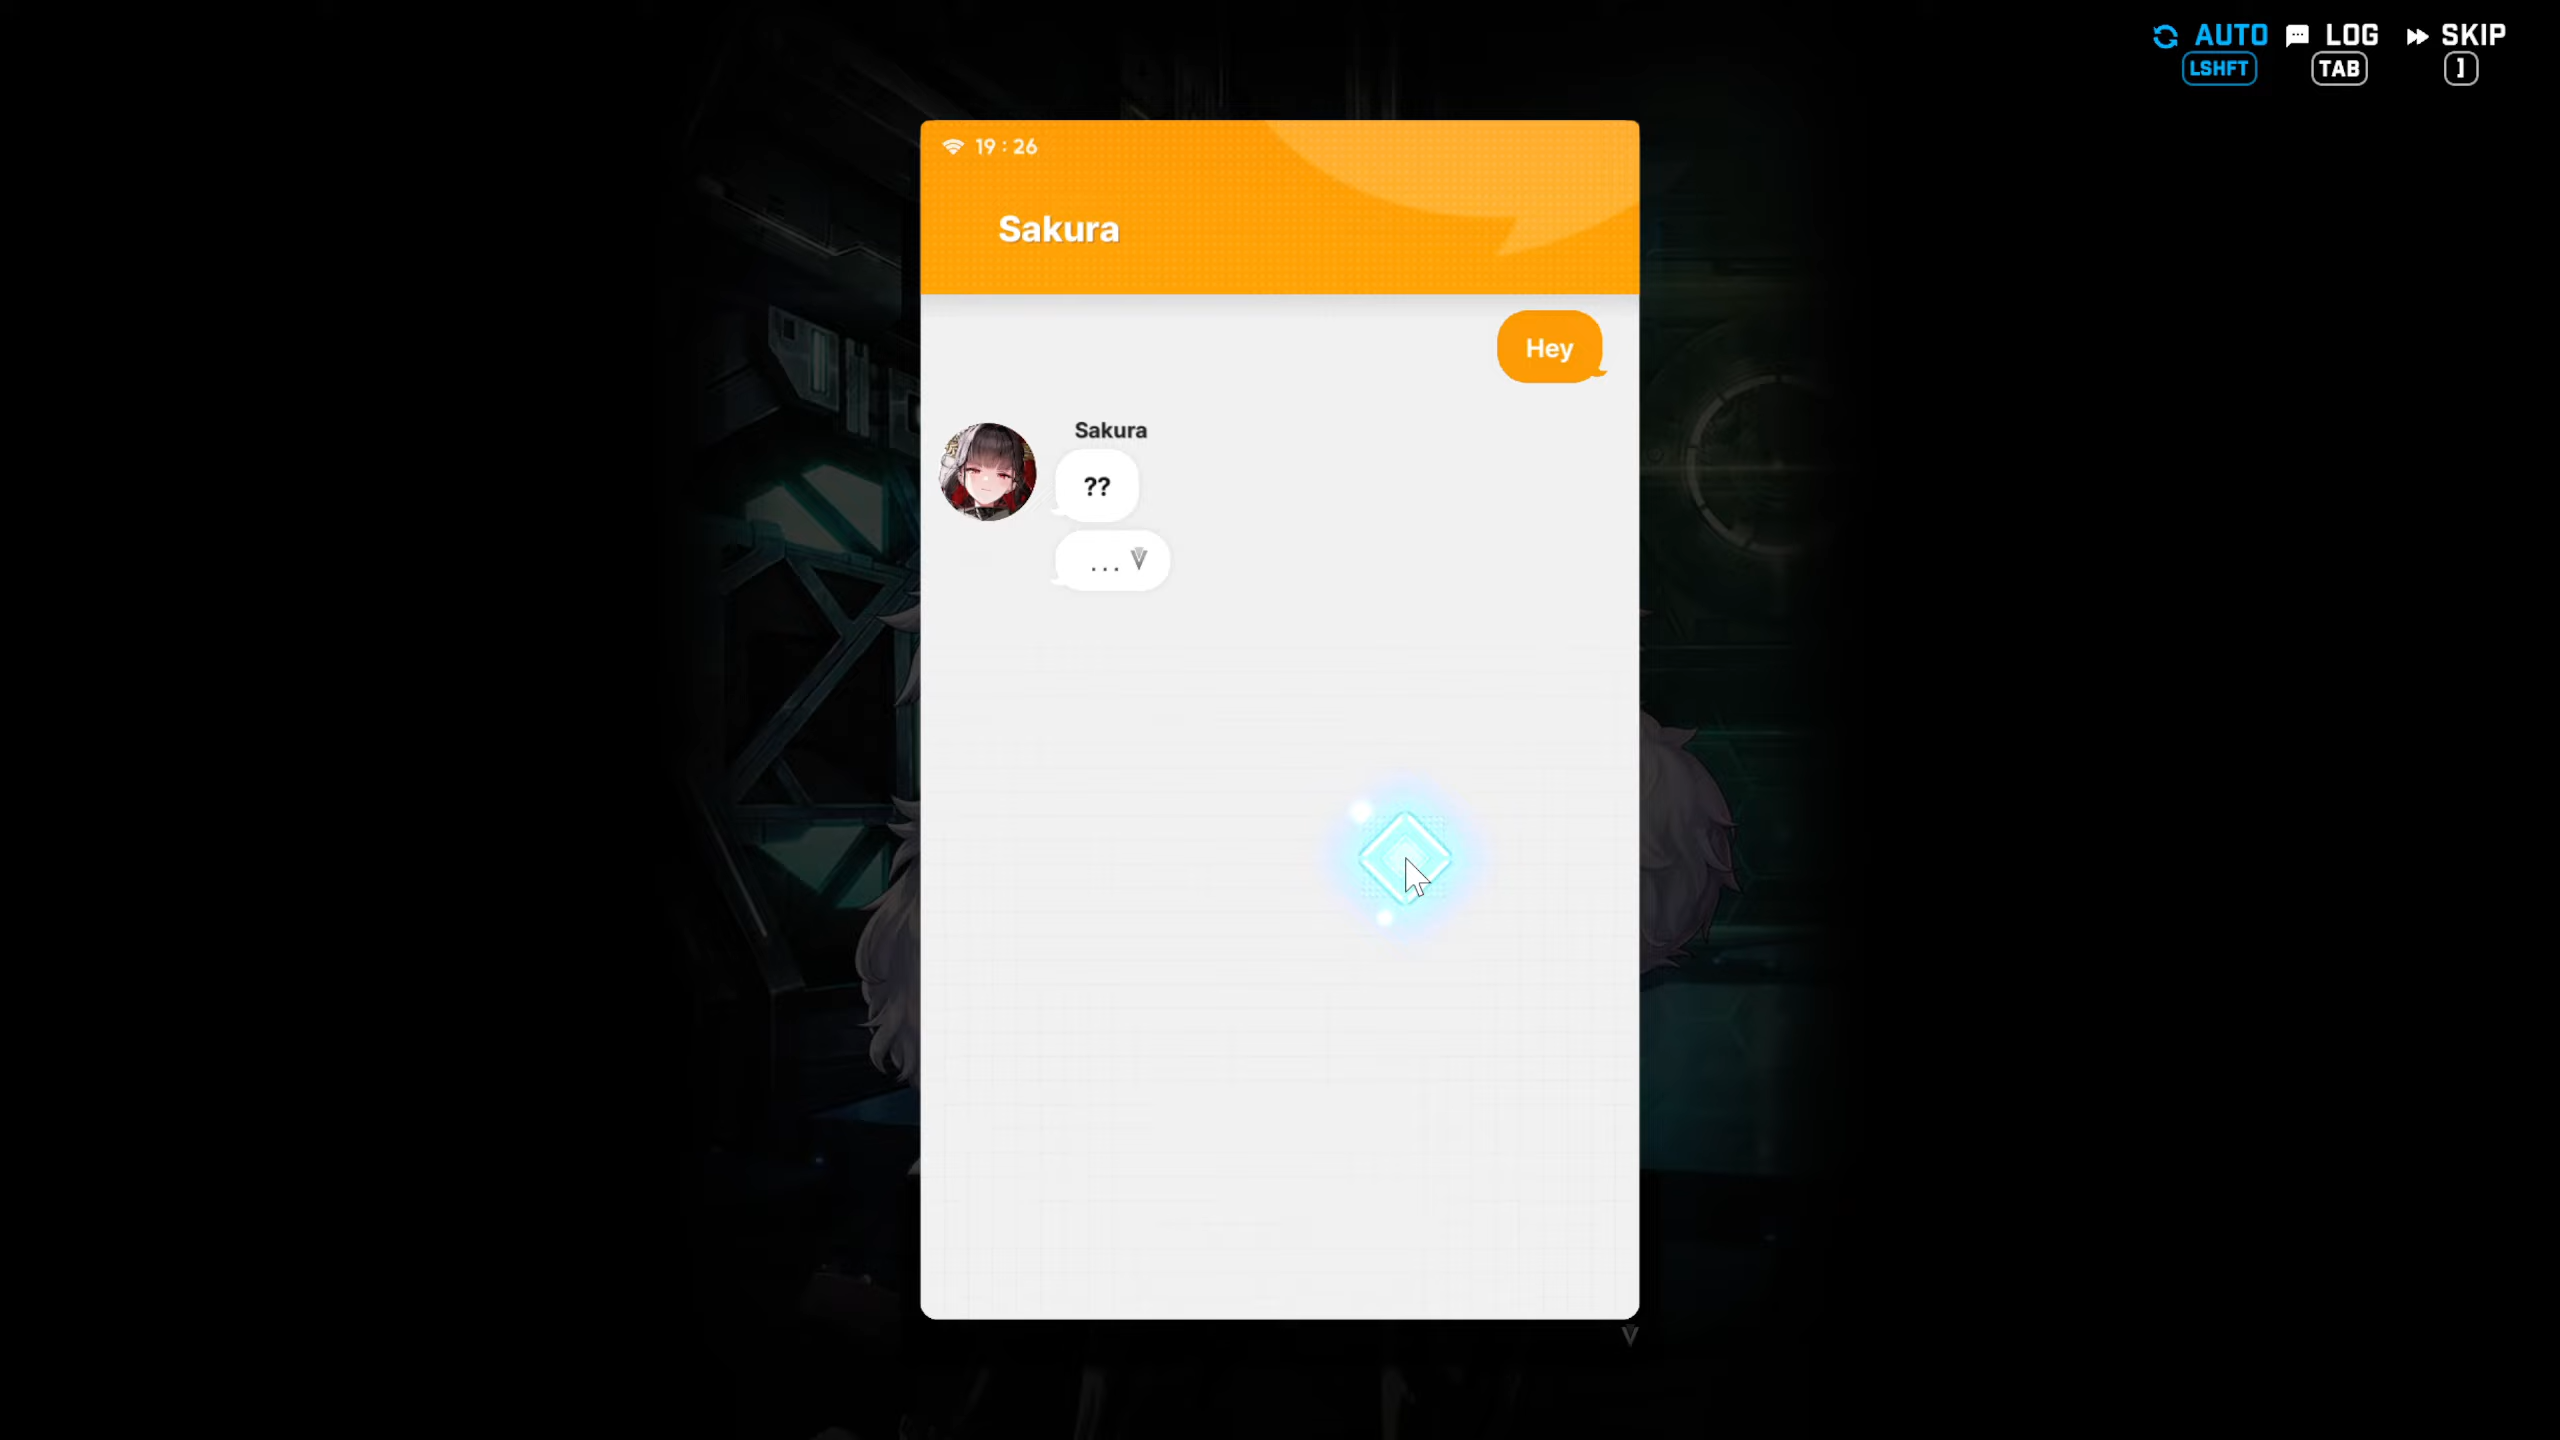 AUTO LOG SKIP
LSHFT TAB ]
19 : 26
Sakura
Hey
Sakura
??
...